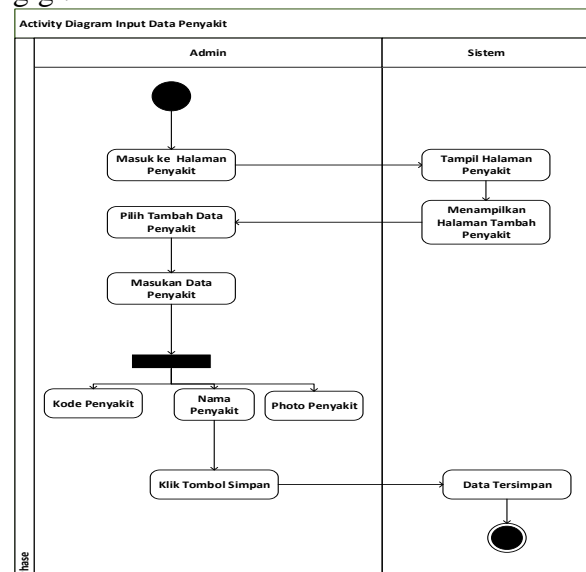 Activity Diagram Input Data Penyakit
Admin
Sistem
Masuk ke Halaman
Penyakit
Tampil Halaman
Penyakit
Pilih Tambah Data
Penyakit
Menampilkan
Halaman Tambah
Penyakit
Masukan Data
Penyakit
Kode Penyakit
Nama
Penyakit
Photo Penyakit
Klik Tombol Simpan
Data Tersimpan
hase